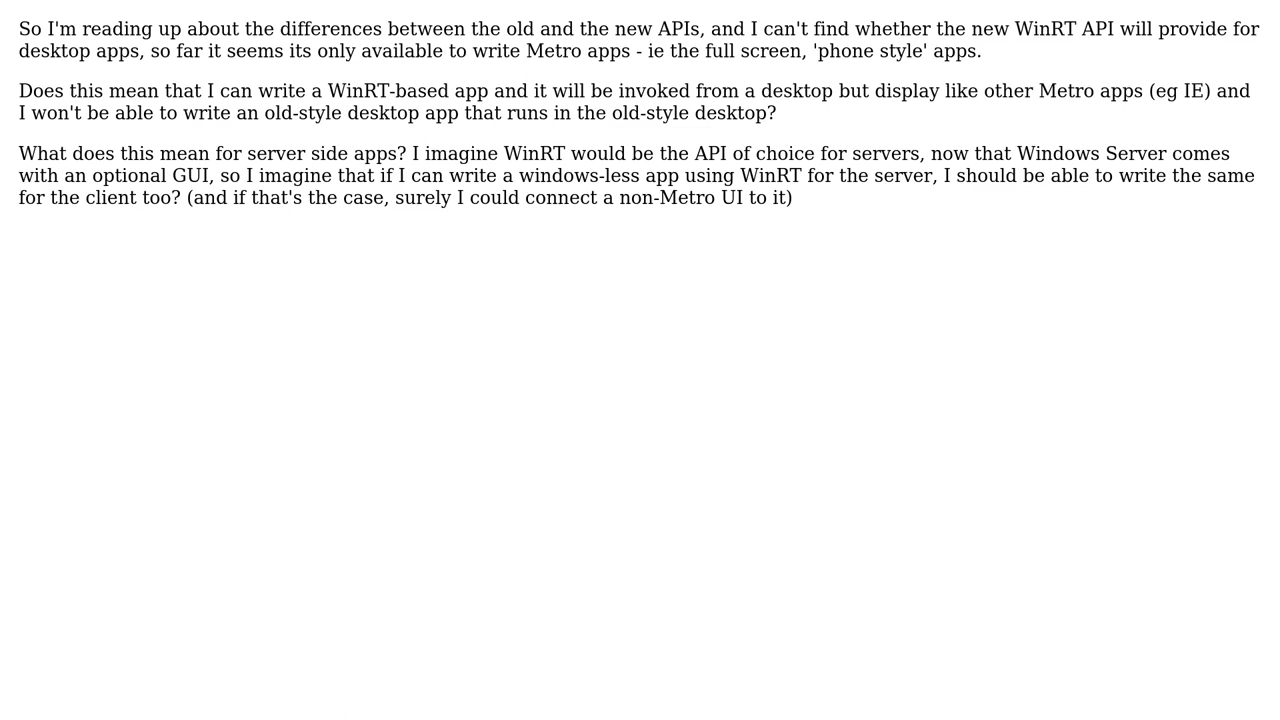 So I'm reading up about the differences between the old and the new APIs, and I can't find whether the new WinRT API will provide for
desktop apps, so far it seems its only available to write Metro apps - ie the full screen, 'phone style' apps.
Does this mean that I can write a WinRT-based app and it will be invoked from a desktop but display like other Metro apps (eg IE) and
I won't be able to write an old-style desktop app that runs in the old-style desktop?
What does this mean for server side apps? I imagine WinRT would be the API of choice for servers, now that Windows Server comes
with an optional GUI, so I imagine that if I can write a windows-less app using WinRT for the server, I should be able to write the same
for the client too? (and if that's the case, surely I could connect a non-Metro UI to it)